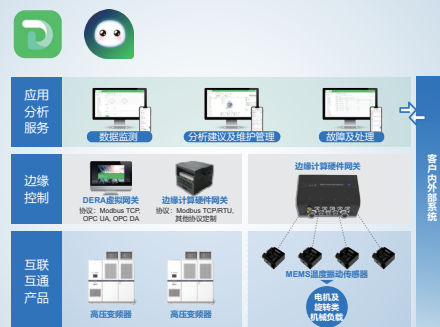 应用
分析
服务
数据监测
分析建议及维护管理
故障及处理
边缘
控制
DERA虚拟网关
协议：Modbus TCP,
OPC UA, OPC DA
边缘计算硬件网关
协议：Modbus TCP/RTU,
其他协议定制
边缘计算硬件网关
互联
互通
产品
高压变频器
高压变频器
MEMS温度振动传感器
电机及
旋转类
机械负载
客户内外部系统